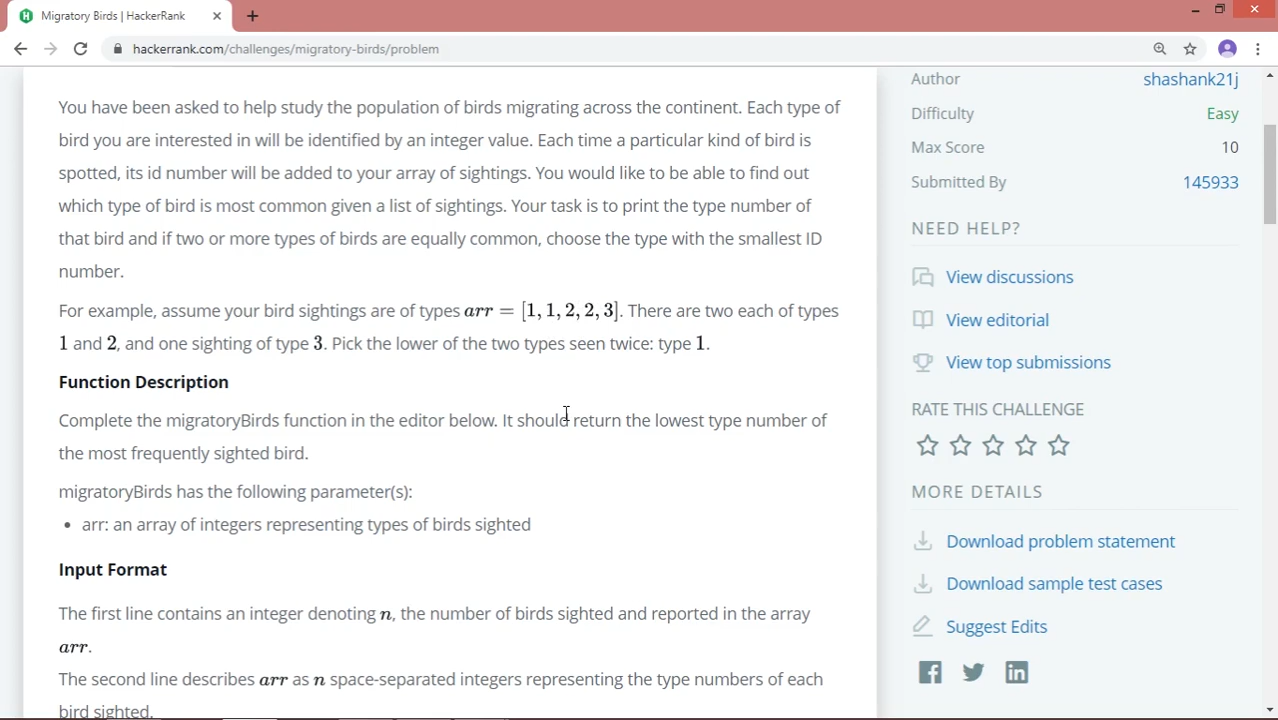 Migratory Birds | HackerRank
hackerrank.com/challenges/migratory-birds/problem
You have been asked to help study the population of birds migrating across the continent. Each type of
bird you are interested in will be identified by an integer value. Each time a particular kind of bird is
spotted, its id number will be added to your array of sightings. You would like to be able to find out
which type of bird is most common given a list of sightings. Your task is to print the type number of
that bird and if two or more types of birds are equally common, choose the type with the smallest ID
number.
For example, assume your bird sightings are of types arr = [1, 1, 2, 2, 3]. There are two each of types
1 and 2, and one sighting of type 3. Pick the lower of the two types seen twice: type 1.
Function Description
Complete the migratoryBirds function in the editor below. It should return the lowest type number of
the most frequently sighted bird.
migratoryBirds has the following parameter(s):
• arr: an array of integers representing types of birds sighted
Input Format
The first line contains an integer denoting n, the number of birds sighted and reported in the array
arr.
The second line describes arr as n space-separated integers representing the type numbers of each
bird sighted.
Author shashank21j
Difficulty Easy
Max Score 10
Submitted By 145933
NEED HELP?
View discussions
View editorial
View top submissions
RATE THIS CHALLENGE
MORE DETAILS
Download problem statement
Download sample test cases
Suggest Edits